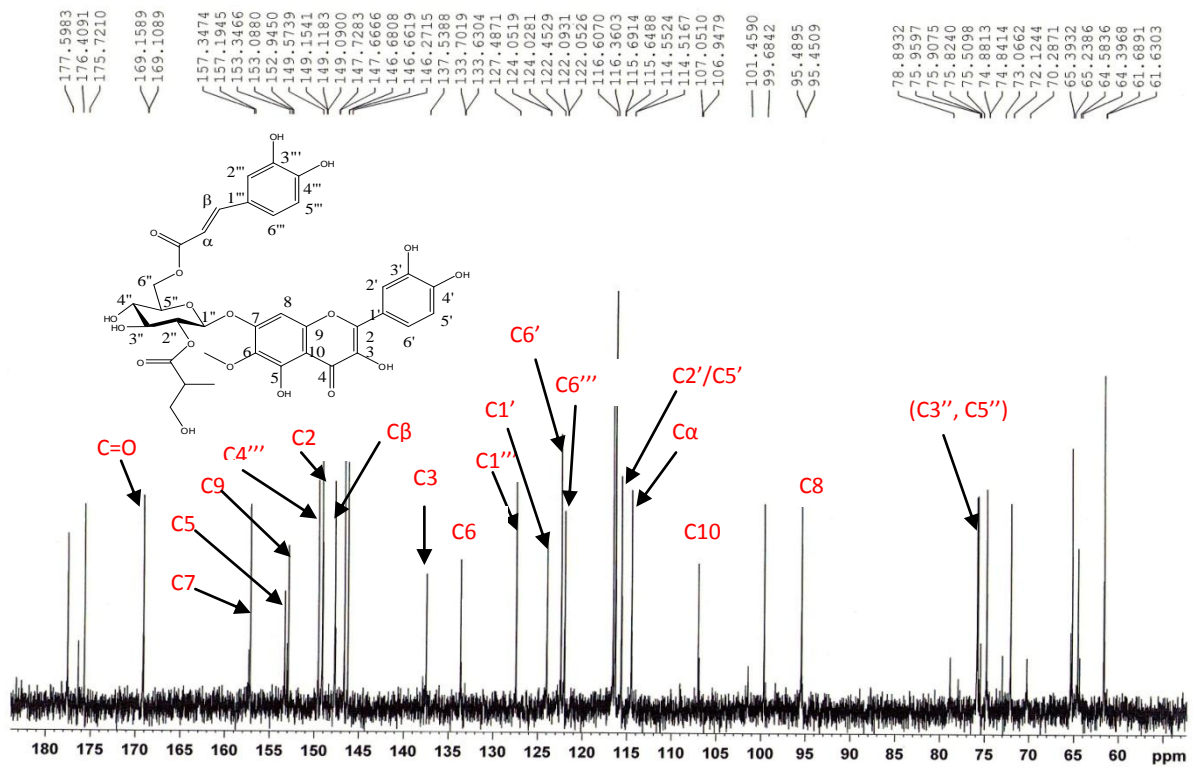 177.5983
176.4091
175.7210
169.1589
169.1089
157.3474
157.1945
153.3466
153.0880
152.9450
149.5739
149.1541
149.1183
149.0900
147.7283
147.6666
146.6808
146.6619
146.2715
137.5388
133.7019
133.6304
127.4871
124.0519
124.0281
122.4529
122.0931
122.0526
116.6070
116.3603
115.6914
115.6488
114.5524
114.5167
107.0510
106.9479
101.4590
99.6842
95.4895
95.4509
78.8932
75.9597
75.9075
75.8240
75.5098
74.8813
74.8414
73.0662
72.1244
70.2871
65.3932
65.2386
64.5836
64.3968
61.6891
61.6303
OH
3'''
OH
2'''
4'''
β
1'''
5'''
O
α
6'''
O
6''
OH
3'
OH
2'
4'
4''
5''
O
1''
O
8
O
1'
5'
HO
HO
3''
2''
7
9
2
6'
O
6
10
3
O
O
5
4
OH
OH
O
OH
C6’
C2’/C5’
C6’’’
(C3’’, C5’’)
C1’
C2
Cβ
Cα
C=O
C4’’’
C1’’’
C3
C9
C8
C5
C6
C10
C7
180 175 170 165 160 155 150 145 140 135 130 125 120 115 110 105 100 95 90 85 80 75 70 65 60 ppm